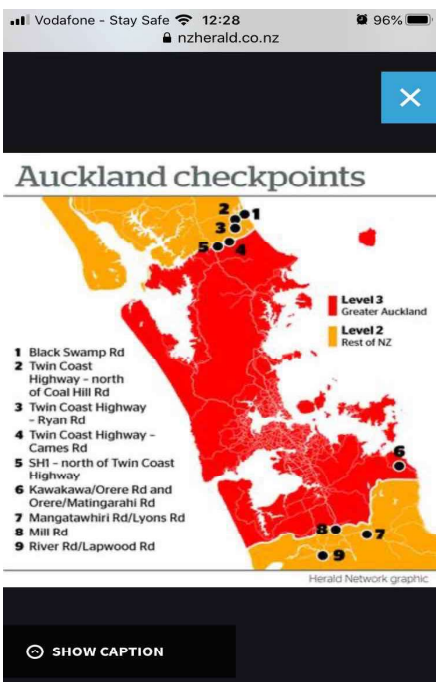 Vodafone - Stay Safe 12:28 96%
nzherald.co.nz
Auckland checkpoints
2 1
3
5 4
Level 3
Greater Auckland
Level 2
Rest of NZ
1 Black Swamp Rd
2 Twin Coast
Highway - north
of Coal Hill Rd
3 Twin Coast Highway
- Ryan Rd
4 Twin Coast Highway -
Cames Rd
5 SH1 - north of Twin Coast
Highway
6 Kawakawa/Orere Rd and
Orere/Matingarahi Rd
7 Mangatawhiri Rd/Lyons Rd
8 Mill Rd
9 River Rd/Lapwood Rd
6
8 7
9
Herald Network graphic
SHOW CAPTION